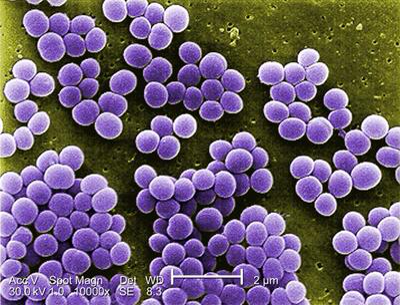 Acc.V Spot Magn Det WD
30.0 kV 1.0 10000x SE 8.3 2 µm